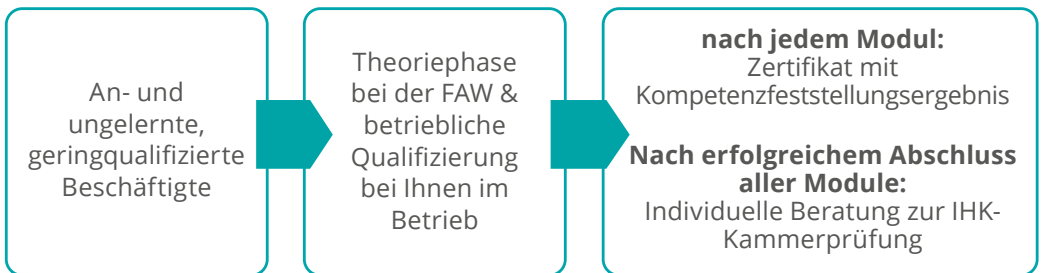 An- und
ungelernte,
geringqualifizierte
Beschäftigte
Theoriephase
bei der FAW &
betriebliche
Qualifizierung
bei Ihnen im
Betrieb
nach jedem Modul:
Zertifikat mit
Kompetenzfeststellungsergebnis
Nach erfolgreichem Abschluss
aller Module:
Individuelle Beratung zur IHK-
Kammerprüfung